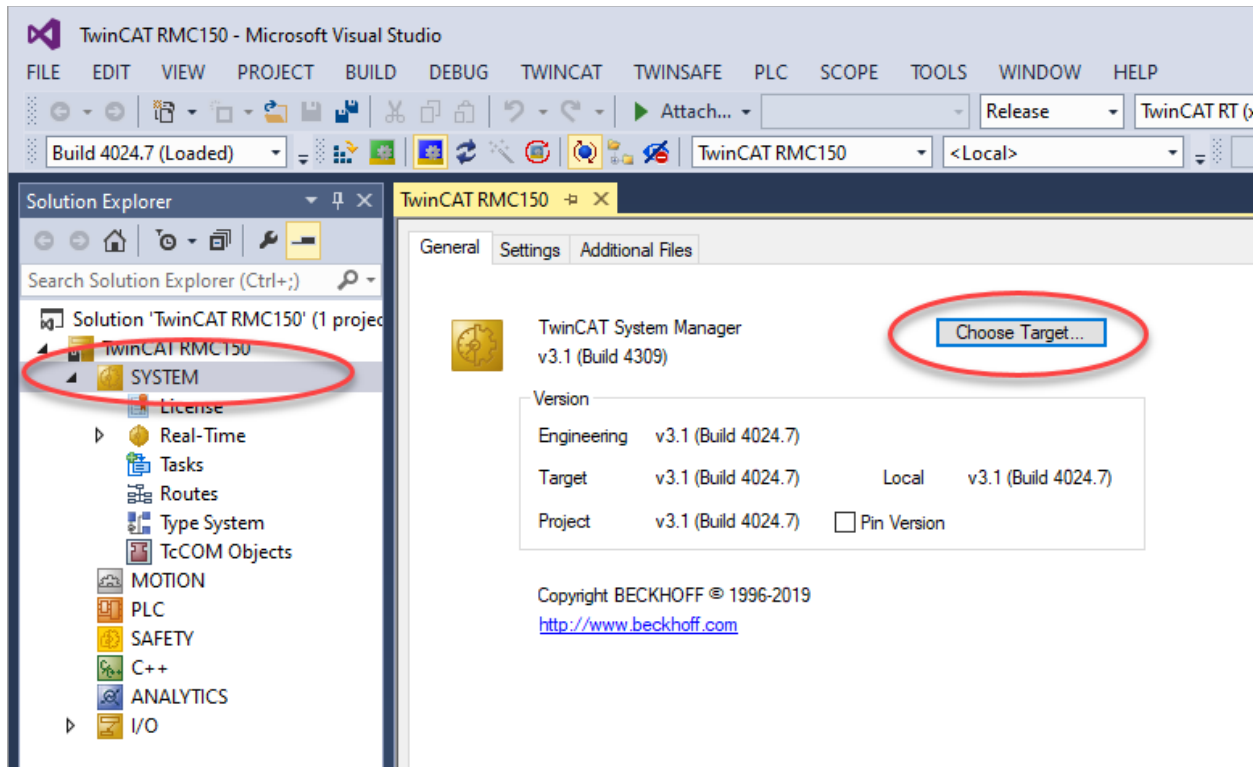 TwinCAT RMC150 - Microsoft Visual Studio
FILE EDIT VIEW PROJECT BUILD DEBUG TWINCAT TWINSAFE PLC SCOPE TOOLS WINDOW HELP
Attach... Release TwinCAT RT (x
Build 4024.7 (Loaded) TwinCAT RMC150 <Local>
Solution Explorer
Search Solution Explorer (Ctrl+;)
Solution 'TwinCAT RMC150' (1 projec
TwinCAT RMC150
SYSTEM
License
Real-Time
Tasks
Routes
Type System
TcCOM Objects
MOTION
PLC
SAFETY
C++
ANALYTICS
I/O
TwinCAT RMC150
General Settings Additional Files
TwinCAT System Manager
v3.1 (Build 4309)
Choose Target...
Version
Engineering v3.1 (Build 4024.7)
Target v3.1 (Build 4024.7) Local v3.1 (Build 4024.7)
Project v3.1 (Build 4024.7) Pin Version
Copyright BECKHOFF © 1996-2019
http://www.beckhoff.com